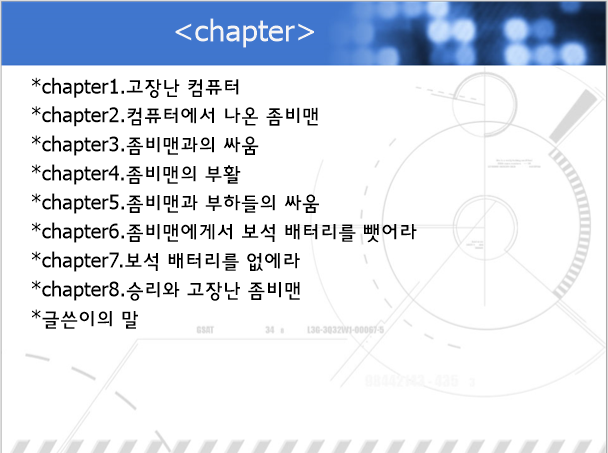 <chapter>
*chapter1.고장난 컴퓨터
*chapter2.컴퓨터에서 나온 좀비맨
*chapter3.좀비맨과의 싸움
*chapter4.좀비맨의 부활
*chapter5.좀비맨과 부하들의 싸움
*chapter6.좀비맨에게서 보석 배터리를 뺏어라
*chapter7.보석 배터리를 없에라
*chapter8.승리와 고장난 좀비맨
*글쓴이의 말